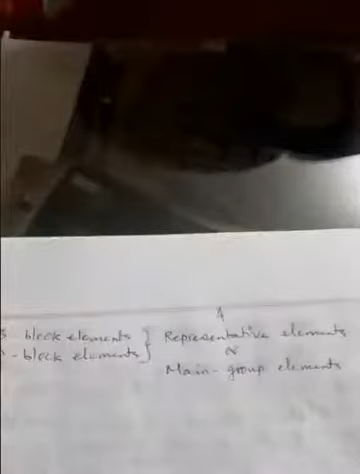 s block elements } Representative elements
- block elements } or
Main-group elements